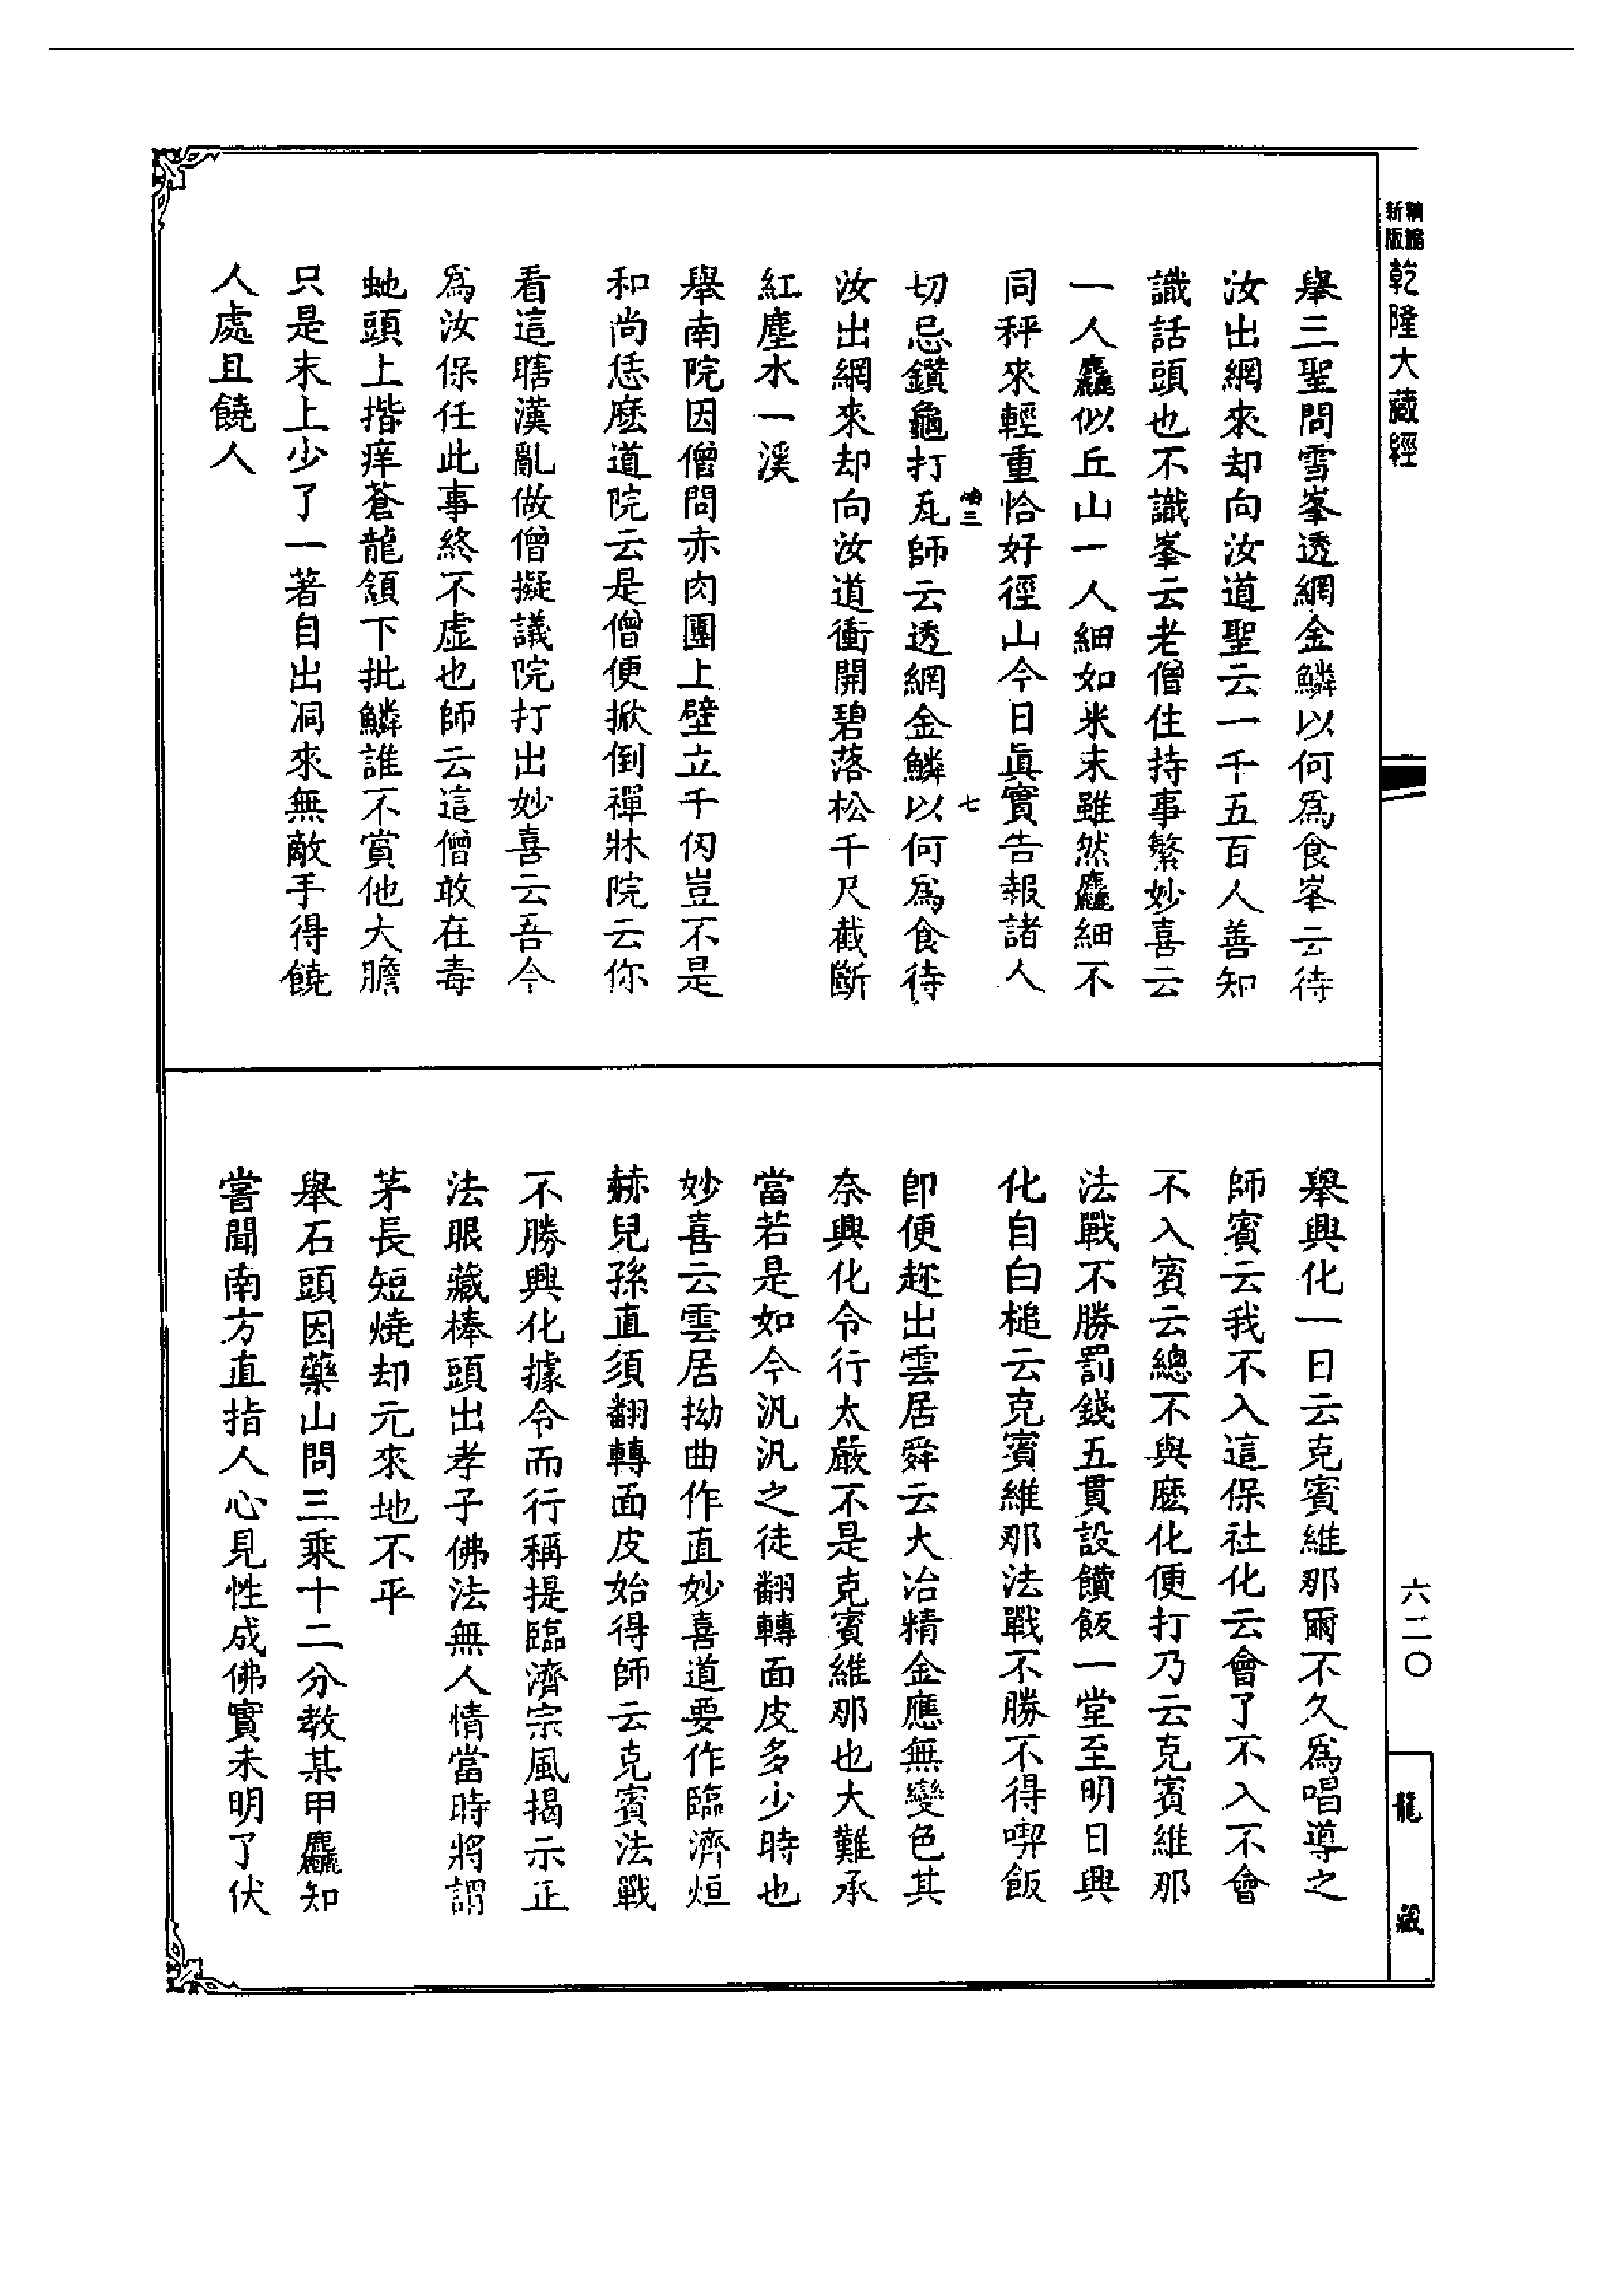 新版
精縮
乾隆大藏經
六二〇
龍藏
舉三聖問雪峯透網金鱗以何爲食峯云待
汝出網來却向汝道聖云一千五百人善知
識話頭也不識峯云老僧住持事繁妙喜云
一人麤似丘山一人細如米末雖然麤細不
同秤來輕重恰好徑山今日眞實告報諸人
三
七
切忌鑽龜打瓦師云透網金鱗以何爲食待
汝出網來却向汝道衝開碧落松千尺截斷
紅塵水一溪
舉南院因僧問赤肉團上壁立千仞豈不是
和尚恁麽道院云是僧便掀倒禪牀院云你
看這瞎漢亂做僧擬議院打出妙喜云吾今
爲汝保任此事終不虛也師云這僧敢在毒
虵頭上揩痒蒼龍頷下批鱗誰不賞他大膽
只是末上少了一著自出洞來無敵手得饒
人處且饒人
舉興化一日云克賓維那爾不久爲唱導之
師賓云我不入這保社化云會了不入不會
不入賓云總不與麽化便打乃云克賓維那
法戰不勝罰錢五貫設饡飯一堂至明日興
化自白槌云克賓維那法戰不勝不得喫飯
卽便趂出雲居舜云大冶精金應無變色其
奈興化令行太嚴不是克賓維那也大難承
當若是如今汎汎之徒翻轉面皮多少時也
妙喜云雲居拗曲作直妙喜道要作臨濟烜
赫兒孫直須翻轉面皮始得師云克賓法戰
不勝興化據令而行稱提臨濟宗風揭示正
法眼藏棒頭出孝子佛法無人情當時將謂
茅長短燒却元來地不平
舉石頭因藥山問三乘十二分教某甲麤知
嘗聞南方直指人心見性成佛實未明了伏